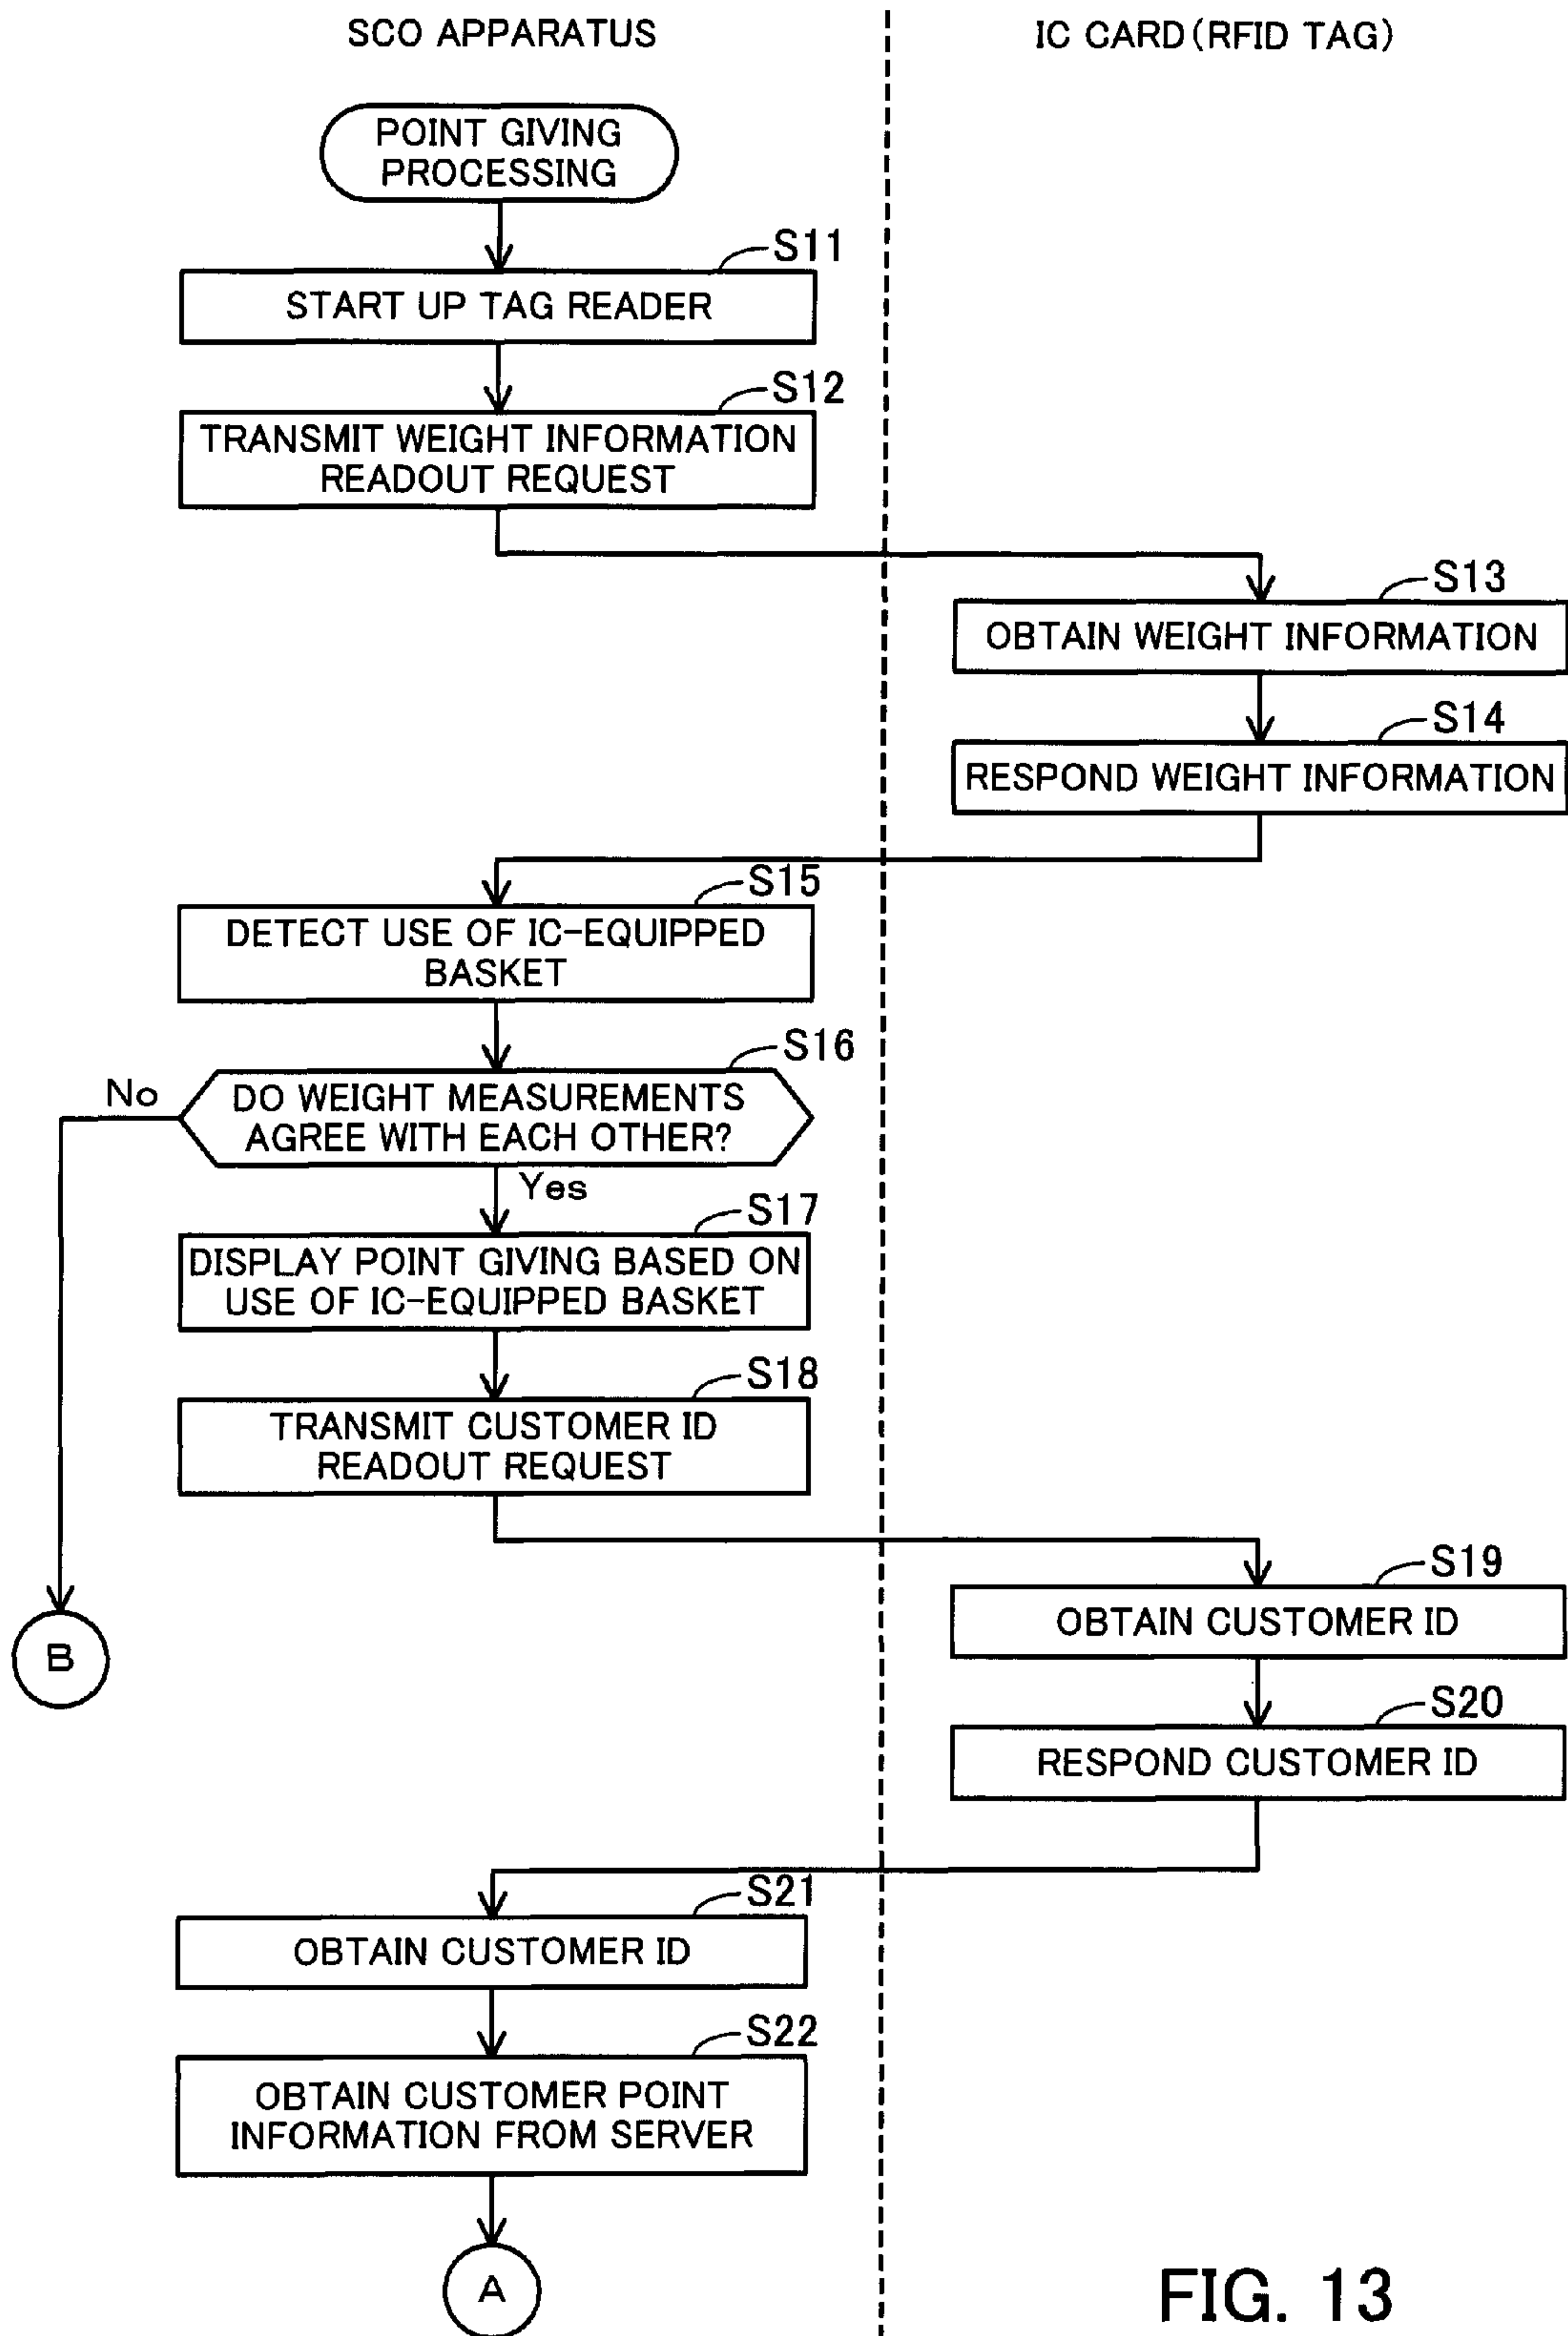 SCO APPARATUS
IC CARD(RFID TAG)
POINT GIVING
PROCESSING
S11
START UP TAG READER
S12
TRANSMIT WEIGHT INFORMATION
READOUT REQUEST
S13
OBTAIN WEIGHT INFORMATION
S14
RESPOND WEIGHT INFORMATION
S15
DETECT USE OF IC-EQUIPPED
BASKET
S16
No
DO WEIGHT MEASUREMENTS
AGREE WITH EACH OTHER?
Yes
S17
DISPLAY POINT GIVING BASED ON
USE OF IC-EQUIPPED BASKET
S18
TRANSMIT CUSTOMER ID
READOUT REQUEST
S19
OBTAIN CUSTOMER ID
B
S20
RESPOND CUSTOMER ID
S21
OBTAIN CUSTOMER ID
S22
OBTAIN CUSTOMER POINT
INFORMATION FROM SERVER
A
FIG. 13